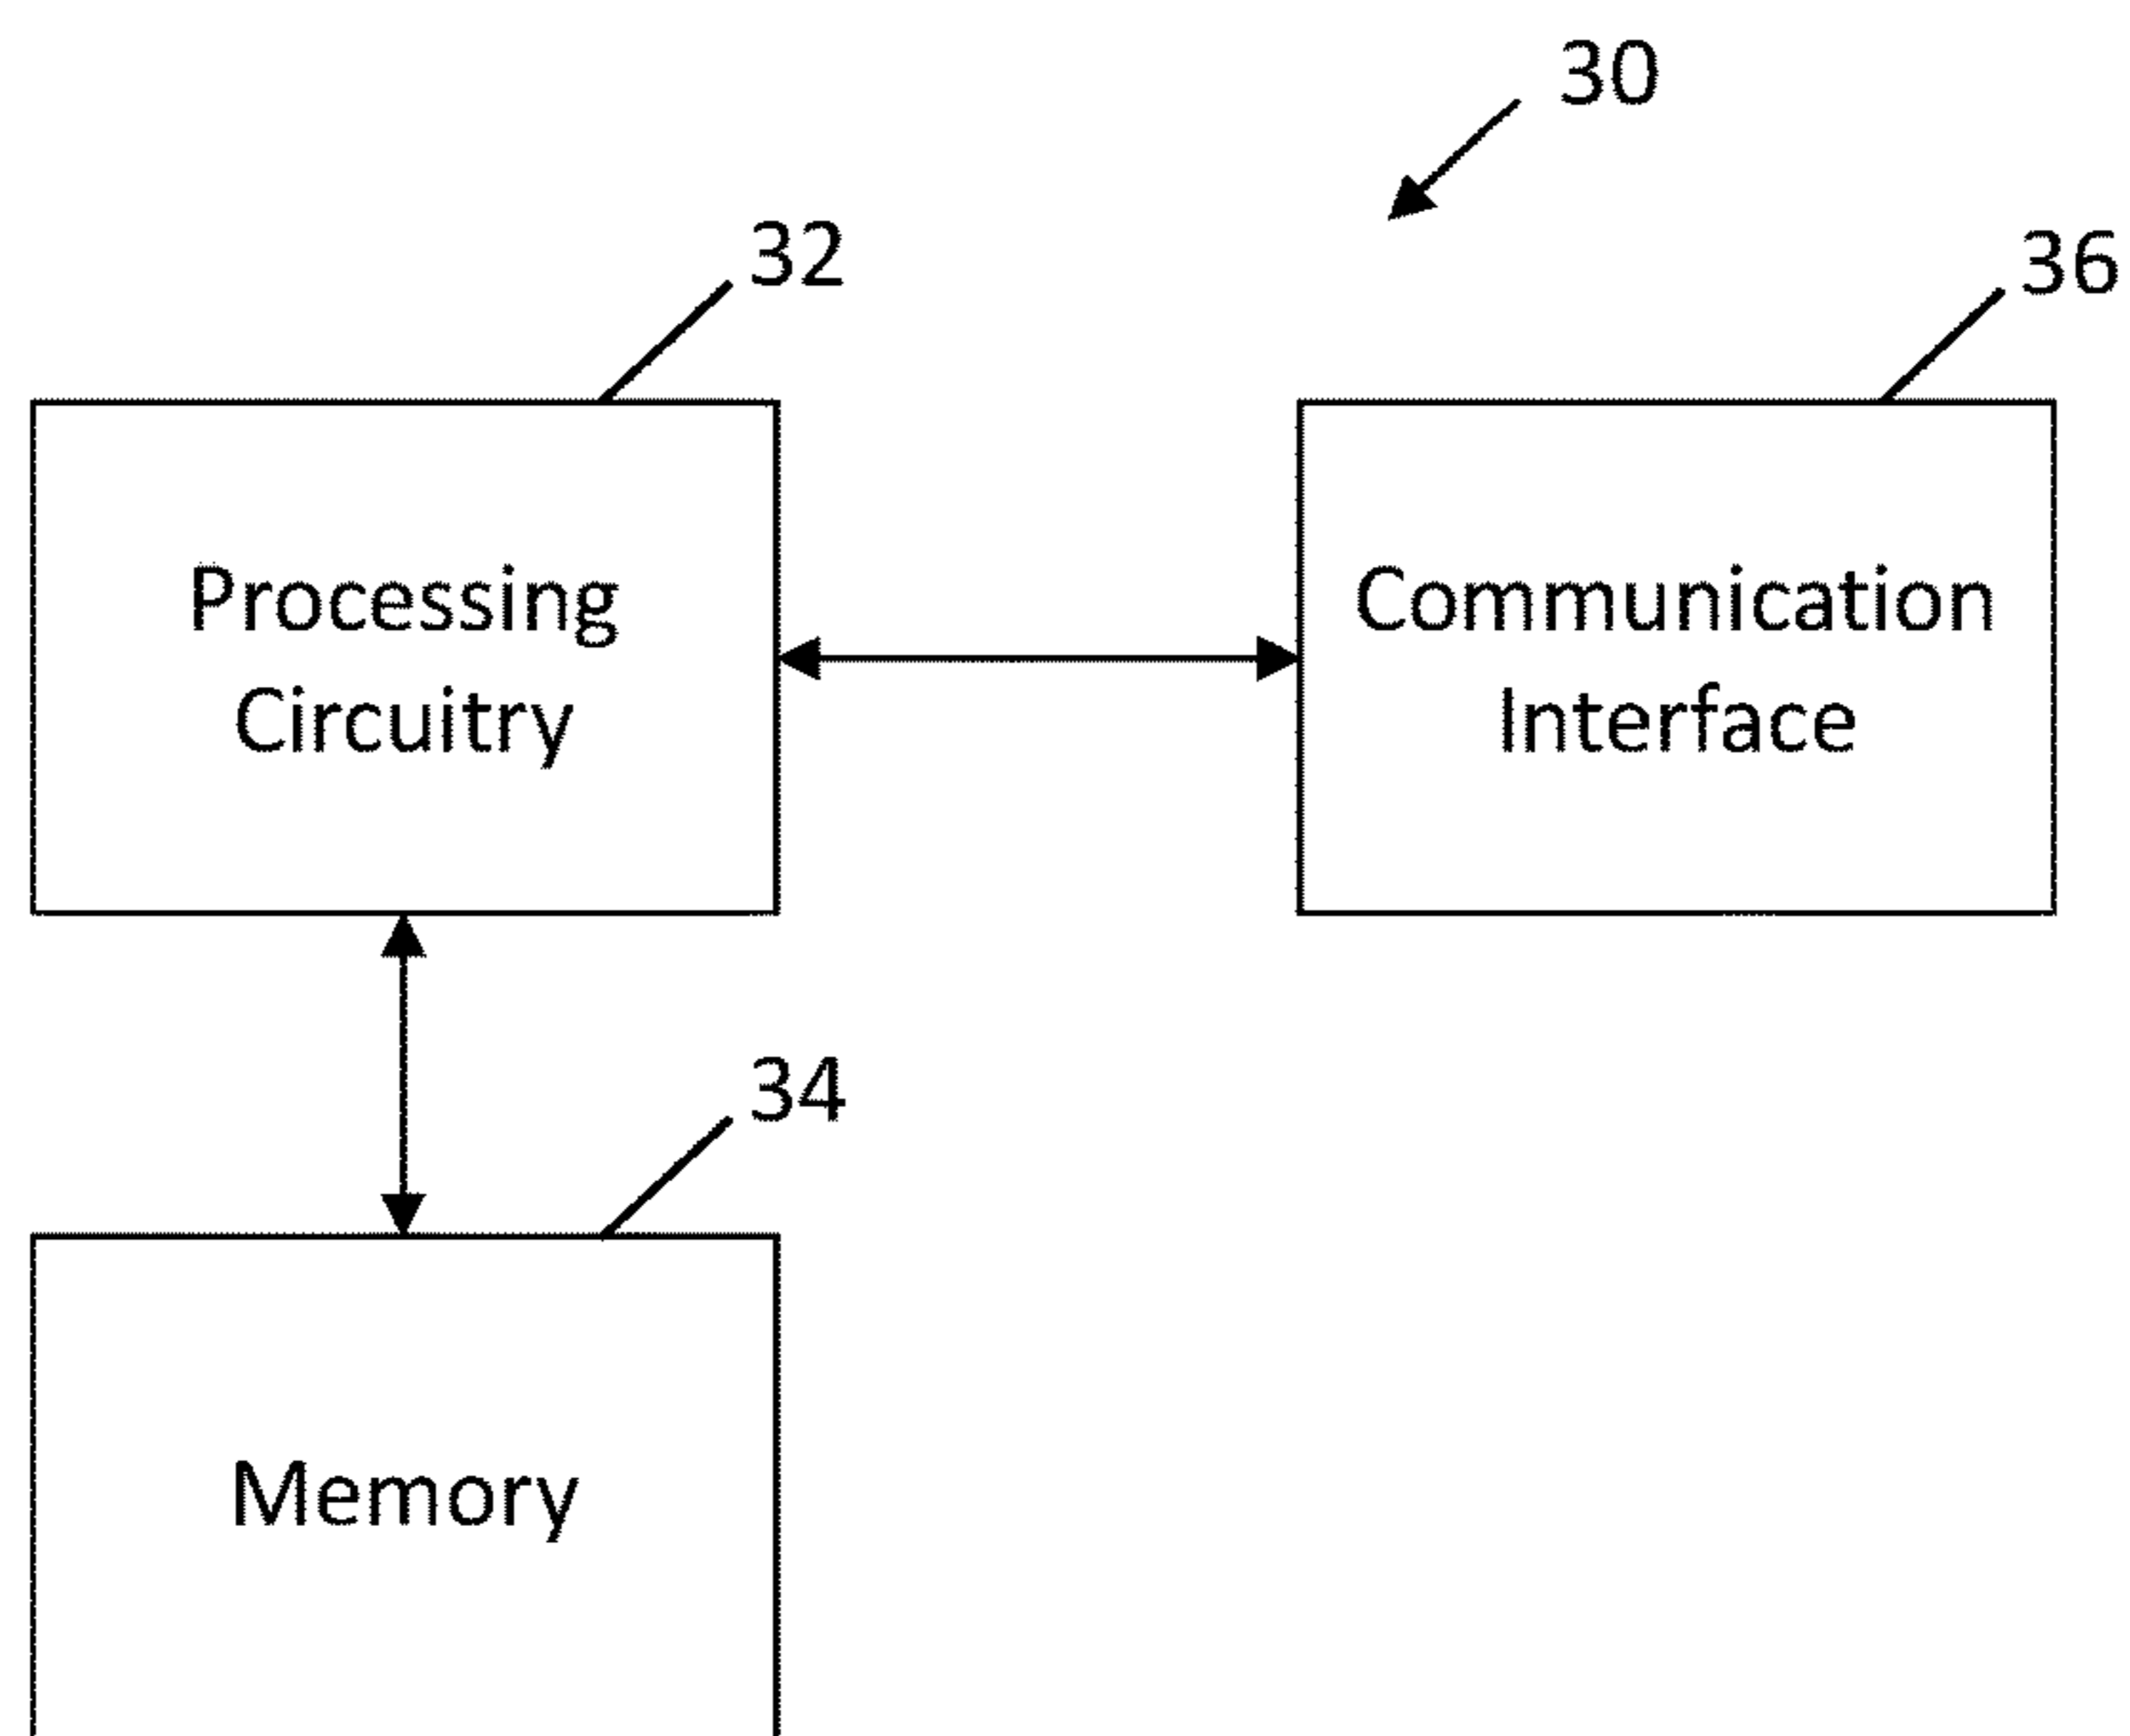 30
32
36
Processing
Circuitry
Communication
Interface
34
Memory